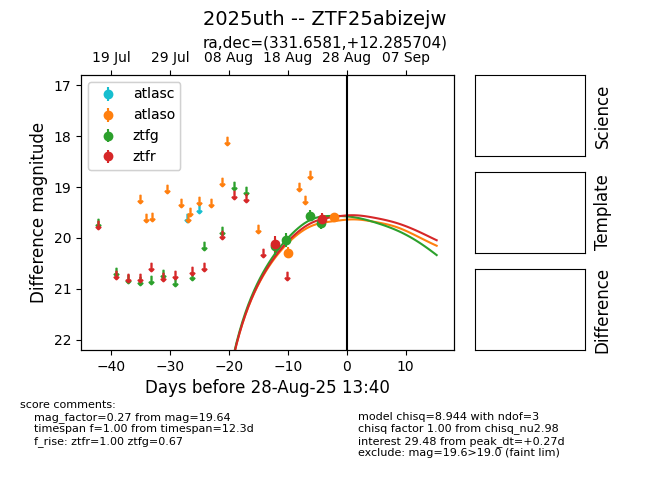 2025uth -- ZTF25abizejw
ra,dec=(331.6581,+12.285704)
19 Jul 29 Jul 08 Aug 18 Aug 28 Aug 07 Sep
atlasc
atlaso
ztfg
ztfr
17
18
19
20
21
22
Difference magnitude
−40 −30 −20 −10 0 10
Days before 28-Aug-25 13:40
Science
Template
Difference
score comments:
mag_factor=0.27 from mag=19.64
timespan f=1.00 from timespan=12.3d
f_rise: ztfr=1.00 ztfg=0.67
model chisq=8.944 with ndof=3
chisq factor 1.00 from chisq_nu2.98
interest 29.48 from peak_dt=+0.27d
exclude: mag=19.6>19.0 (faint lim)